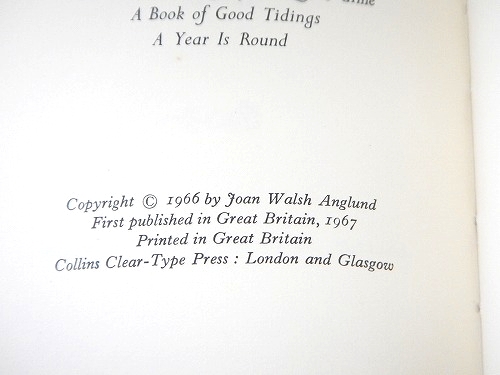 A Book of Good Tidings
A Year Is Round
Copyright © 1966 by Joan Walsh Anglund
First published in Great Britain, 1967
Printed in Great Britain
Collins Clear-Type Press : London and Glasgow